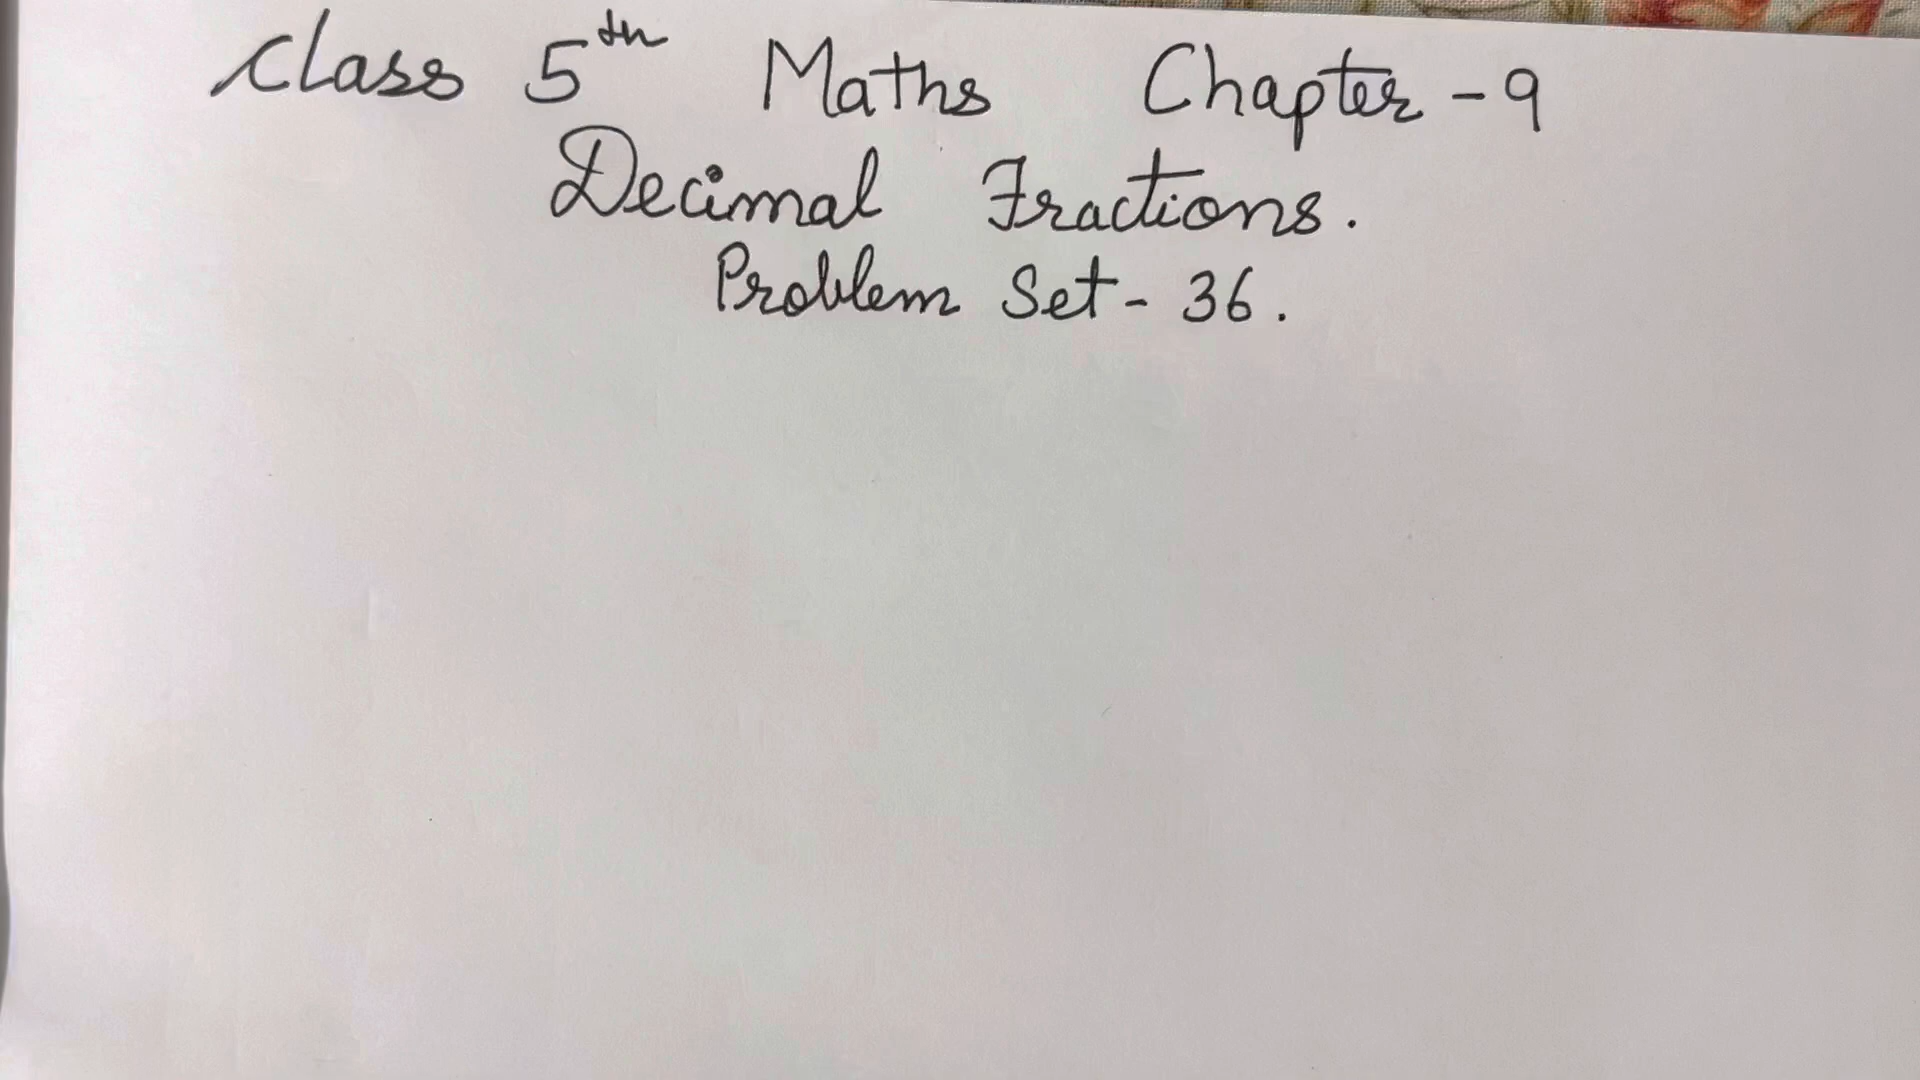 Class 5th Maths Chapter - 9
Decimal Fractions.
Problem Set - 36.